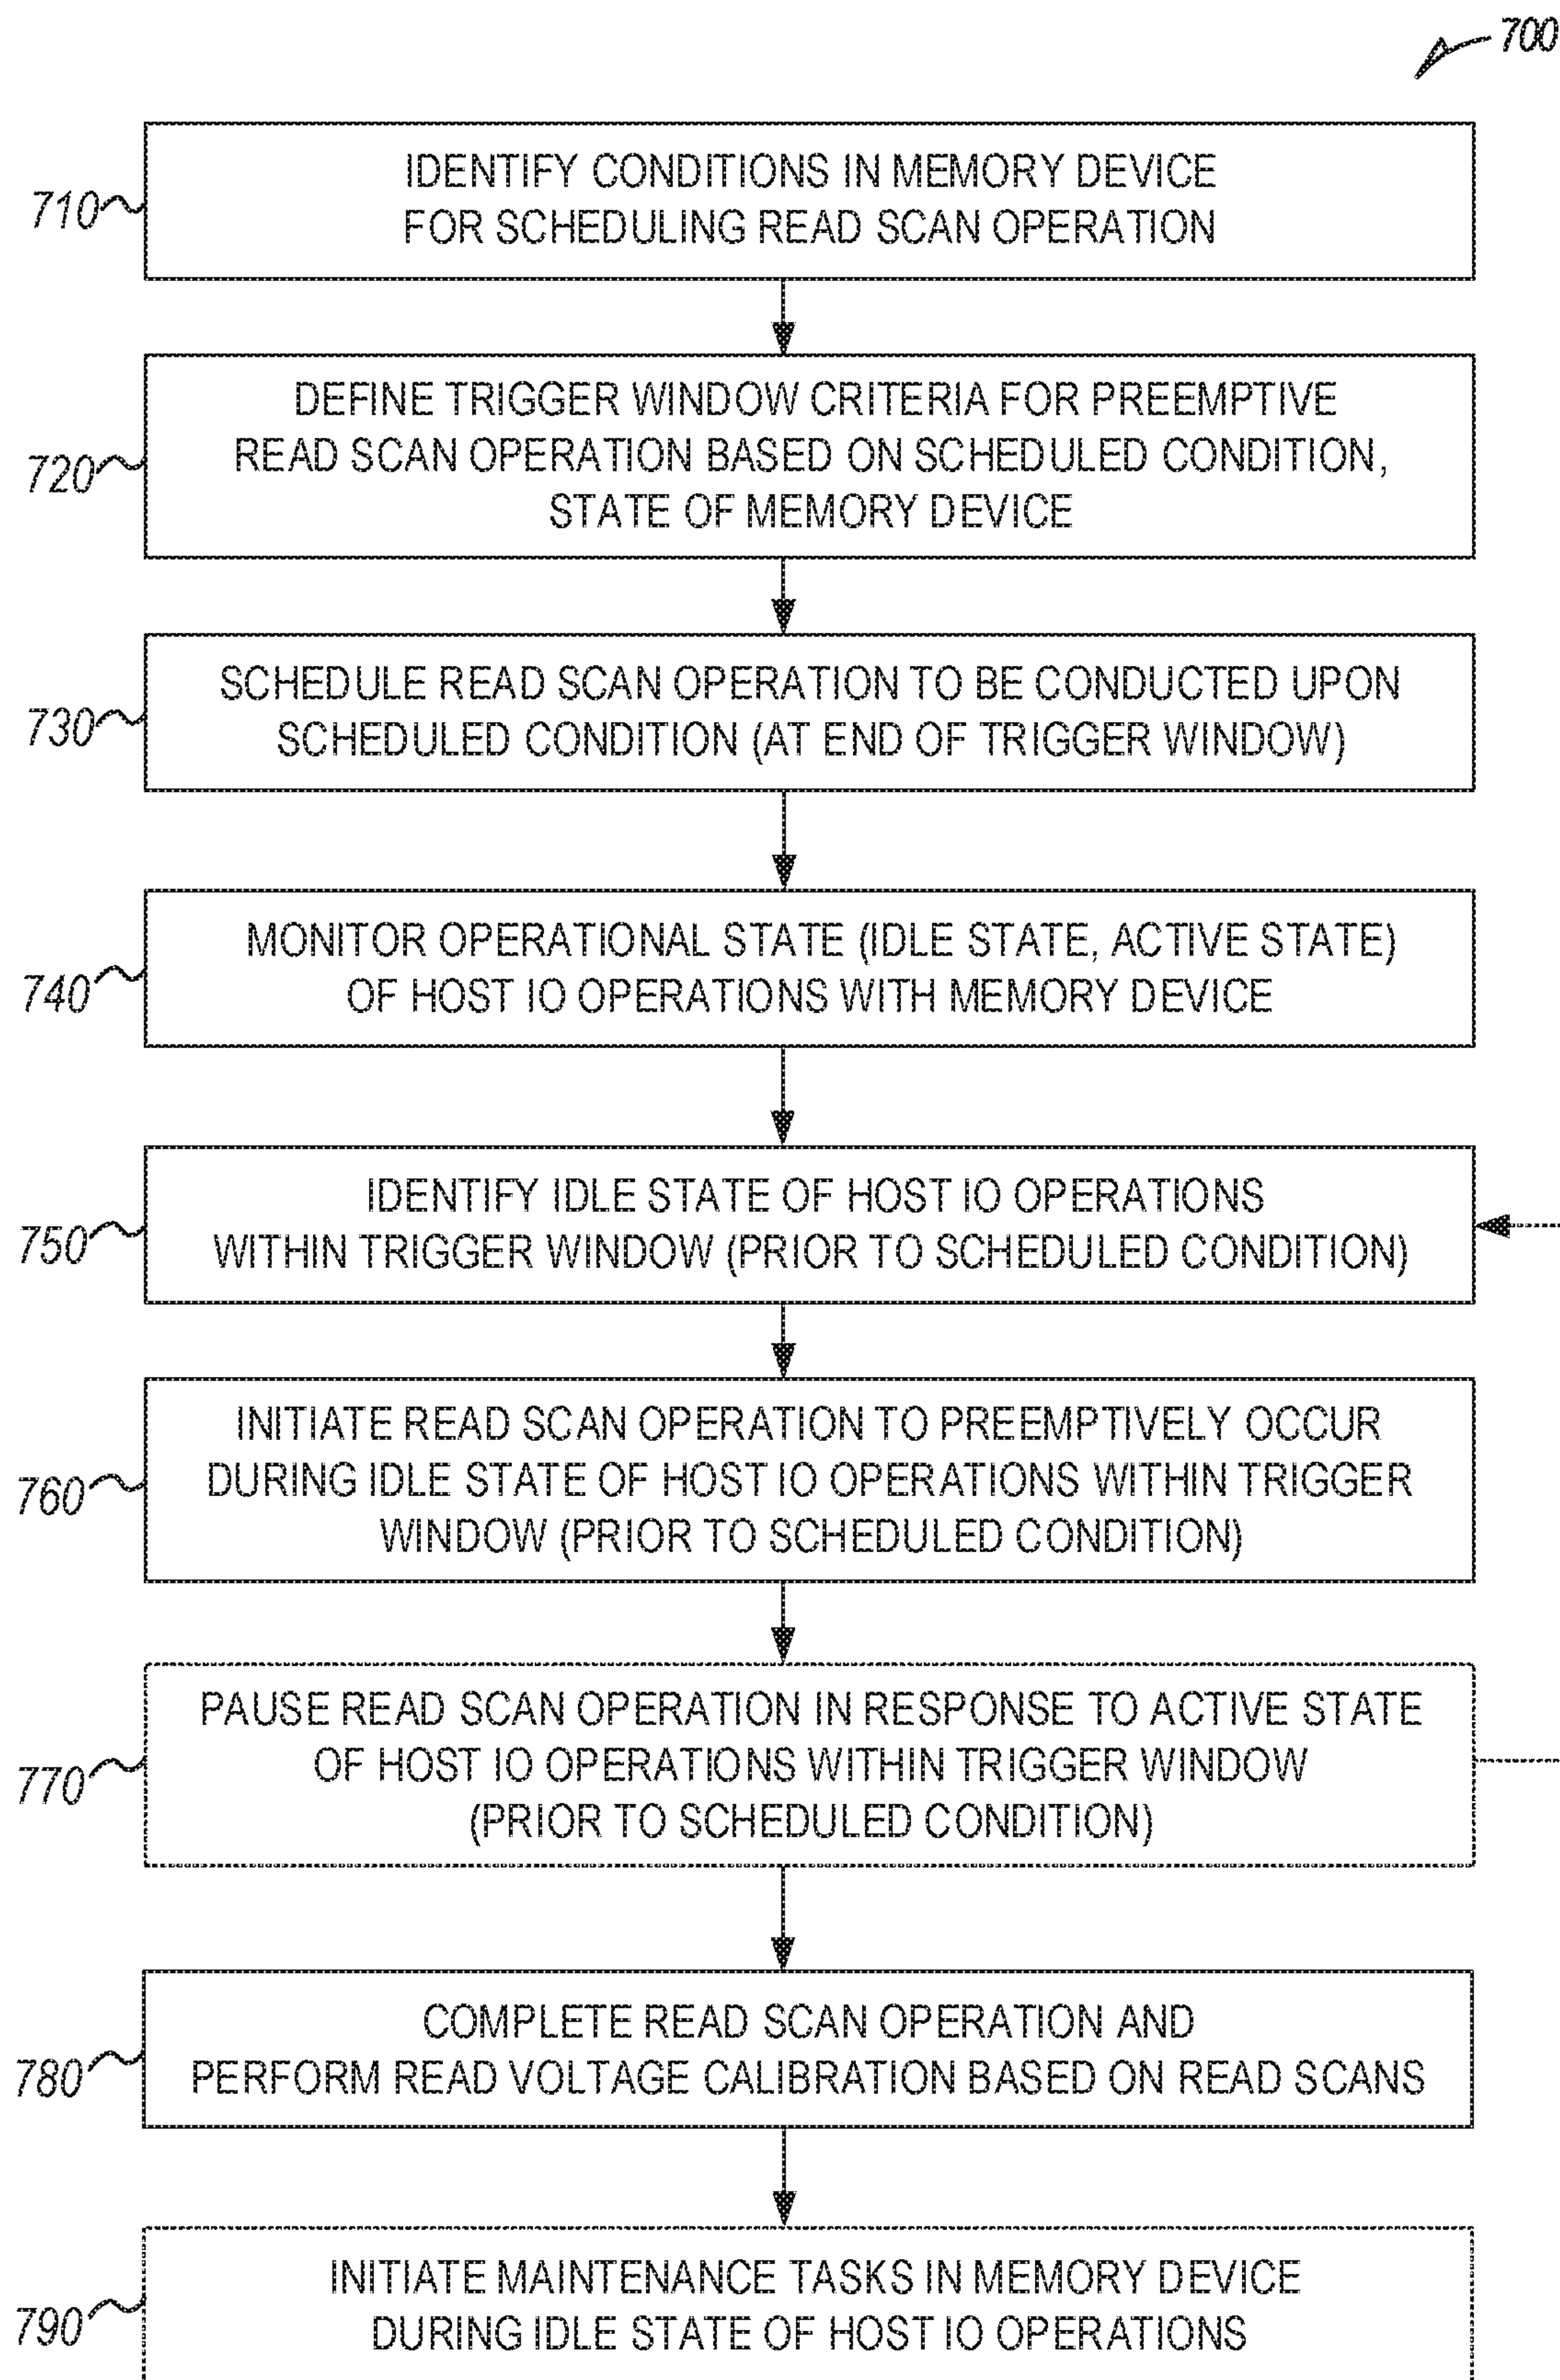 700
710
IDENTIFY CONDITIONS IN MEMORY DEVICE
FOR SCHEDULING READ SCAN OPERATION
720
DEFINE TRIGGER WINDOW CRITERIA FOR PREEMPTIVE
READ SCAN OPERATION BASED ON SCHEDULED CONDITION,
STATE OF MEMORY DEVICE
730
SCHEDULE READ SCAN OPERATION TO BE CONDUCTED UPON
SCHEDULED CONDITION (AT END OF TRIGGER WINDOW)
740
MONITOR OPERATIONAL STATE (IDLE STATE, ACTIVE STATE)
OF HOST IO OPERATIONS WITH MEMORY DEVICE
750
IDENTIFY IDLE STATE OF HOST IO OPERATIONS
WITHIN TRIGGER WINDOW (PRIOR TO SCHEDULED CONDITION)
760
INITIATE READ SCAN OPERATION TO PREEMPTIVELY OCCUR
DURING IDLE STATE OF HOST IO OPERATIONS WITHIN TRIGGER
WINDOW (PRIOR TO SCHEDULED CONDITION)
770
PAUSE READ SCAN OPERATION IN RESPONSE TO ACTIVE STATE
OF HOST IO OPERATIONS WITHIN TRIGGER WINDOW
(PRIOR TO SCHEDULED CONDITION)
780
COMPLETE READ SCAN OPERATION AND
PERFORM READ VOLTAGE CALIBRATION BASED ON READ SCANS
790
INITIATE MAINTENANCE TASKS IN MEMORY DEVICE
DURING IDLE STATE OF HOST IO OPERATIONS